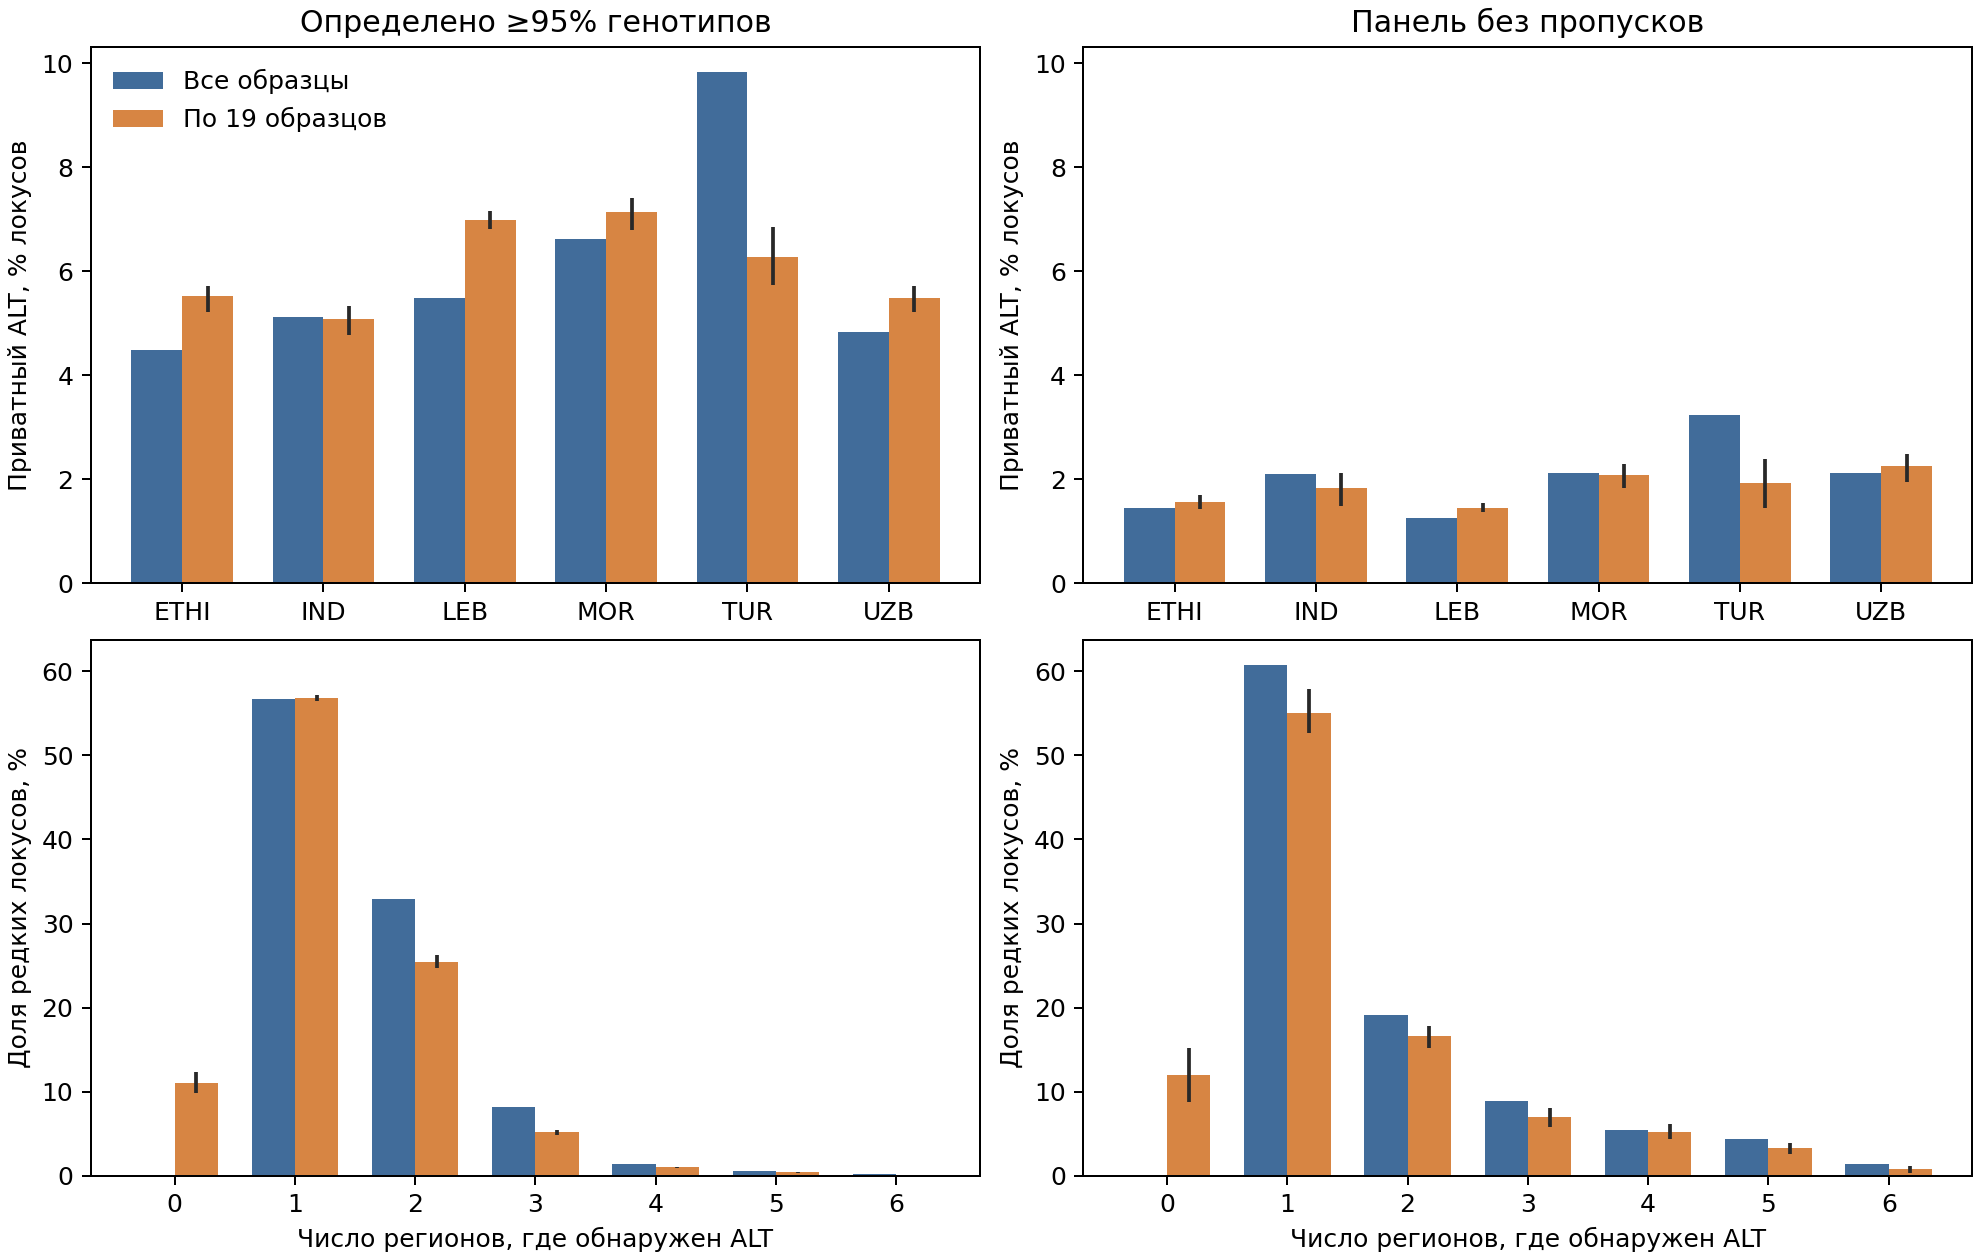 Определено ≥95% генотипов
Панель без пропусков
Приватный ALT, % локусов
10
8
6
4
2
0
Все образцы
По 19 образцов
ETHI IND LEB MOR TUR UZB
Приватный ALT, % локусов
10
8
6
4
2
0
ETHI IND LEB MOR TUR UZB
Доля редких локусов, %
60
50
40
30
20
10
0
0 1 2 3 4 5 6
Число регионов, где обнаружен ALT
Доля редких локусов, %
60
50
40
30
20
10
0
0 1 2 3 4 5 6
Число регионов, где обнаружен ALT